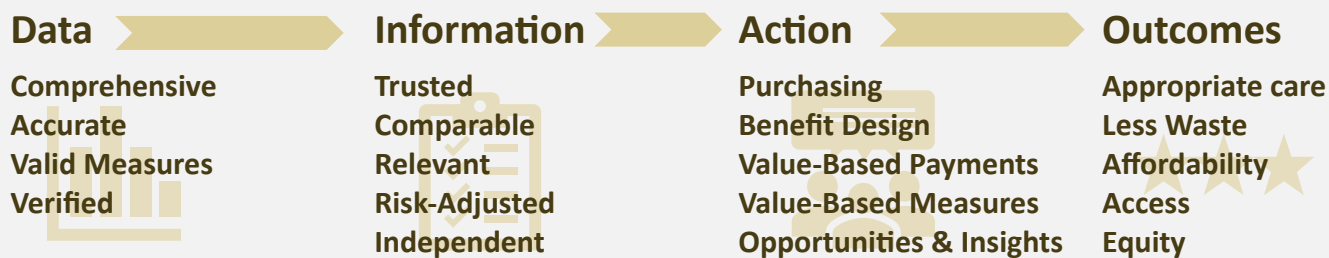 Data
Comprehensive
Accurate
Valid Measures
Verified
Information
Trusted
Comparable
Relevant
Risk-Adjusted
Independent
Action
Purchasing
Benefit Design
Value-Based Payments
Value-Based Measures
Opportunities & Insights
Outcomes
Appropriate care
Less Waste
Affordability
Access
Equity